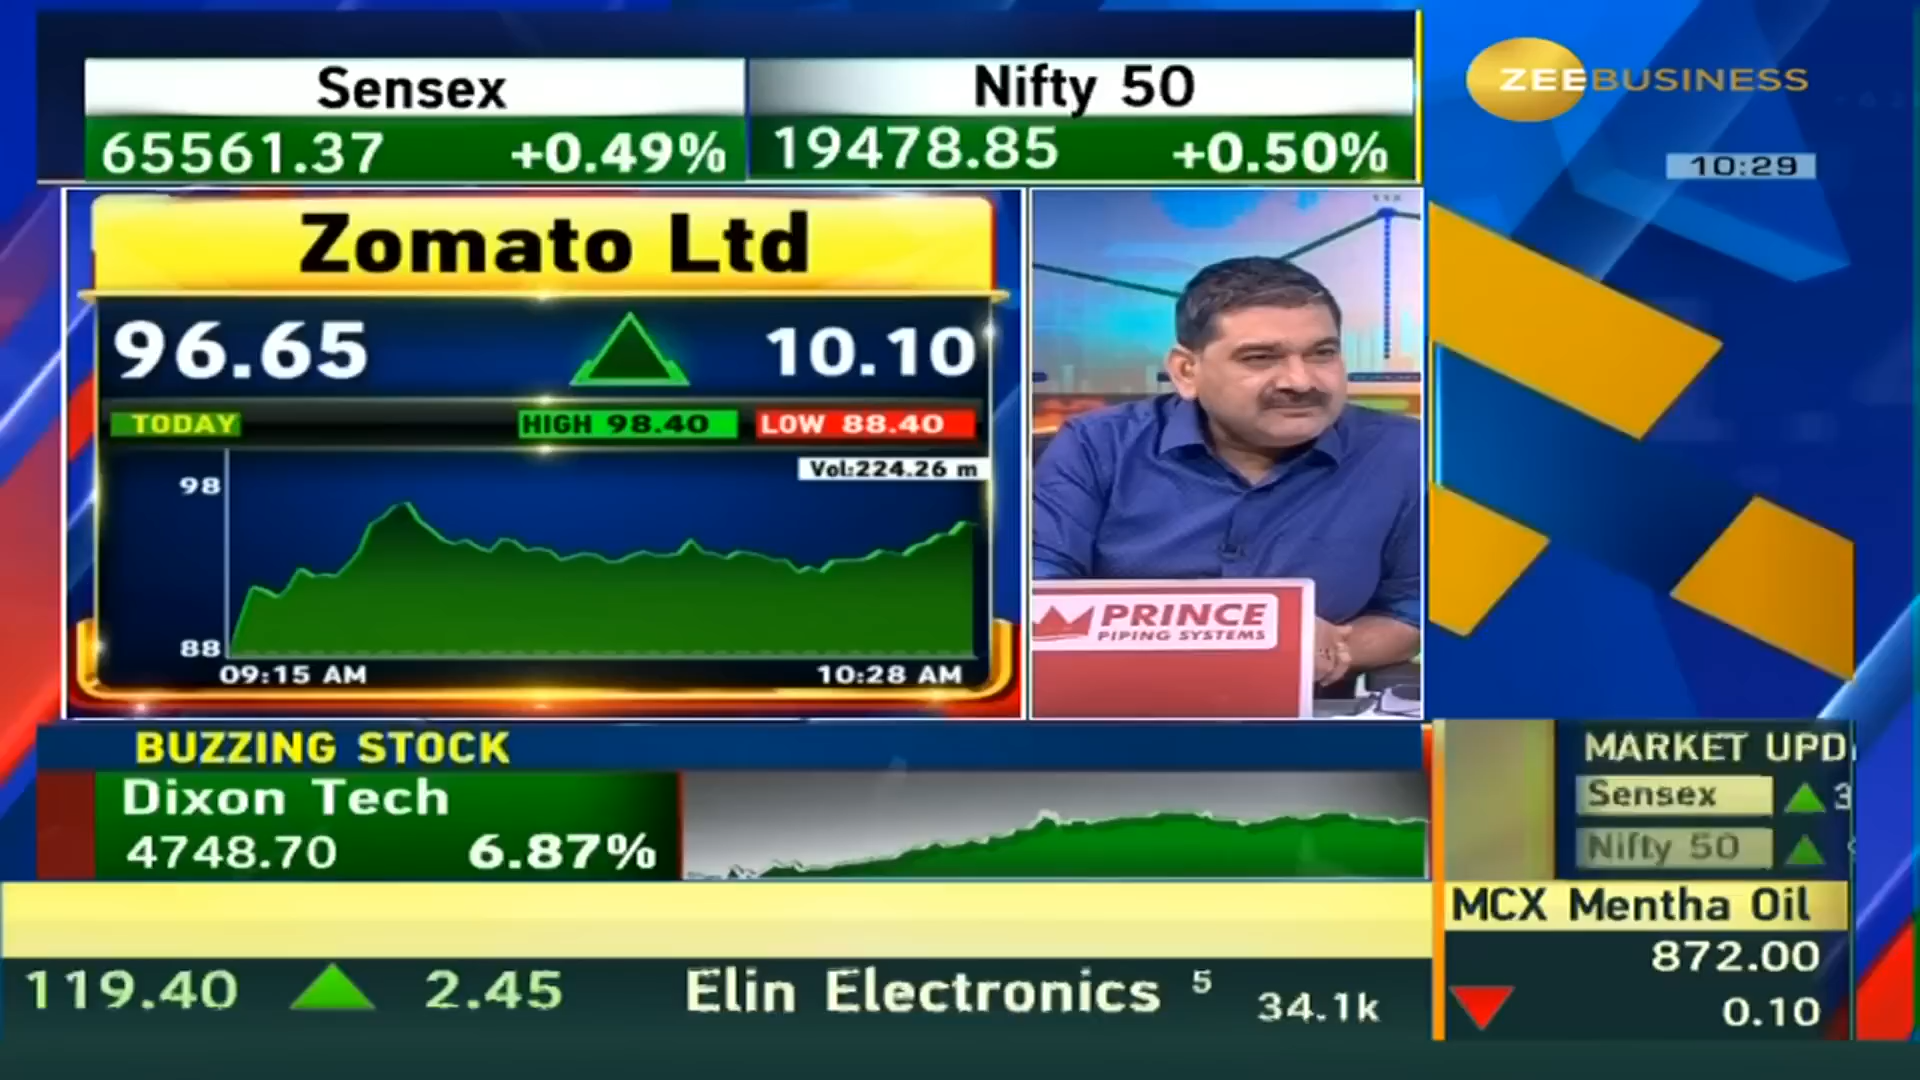 Sensex
65561.37 +0.49%
Nifty 50
19478.85 +0.50%
ZEEBUSINESS
10:29
Zomato Ltd
96.65 10.10
TODAY HIGH 98.40 LOW 88.40
Vol:224.26 m
98
88
09:15 AM 10:28 AM
PRINCE
PIPING SYSTEMS
BUZZING STOCK
Dixon Tech
4748.70 6.87%
MARKET
Sensex
Nifty 50
MCX Mentha Oil
872.00
0.10
119.40 2.45 Elin Electronics 5 34.1k